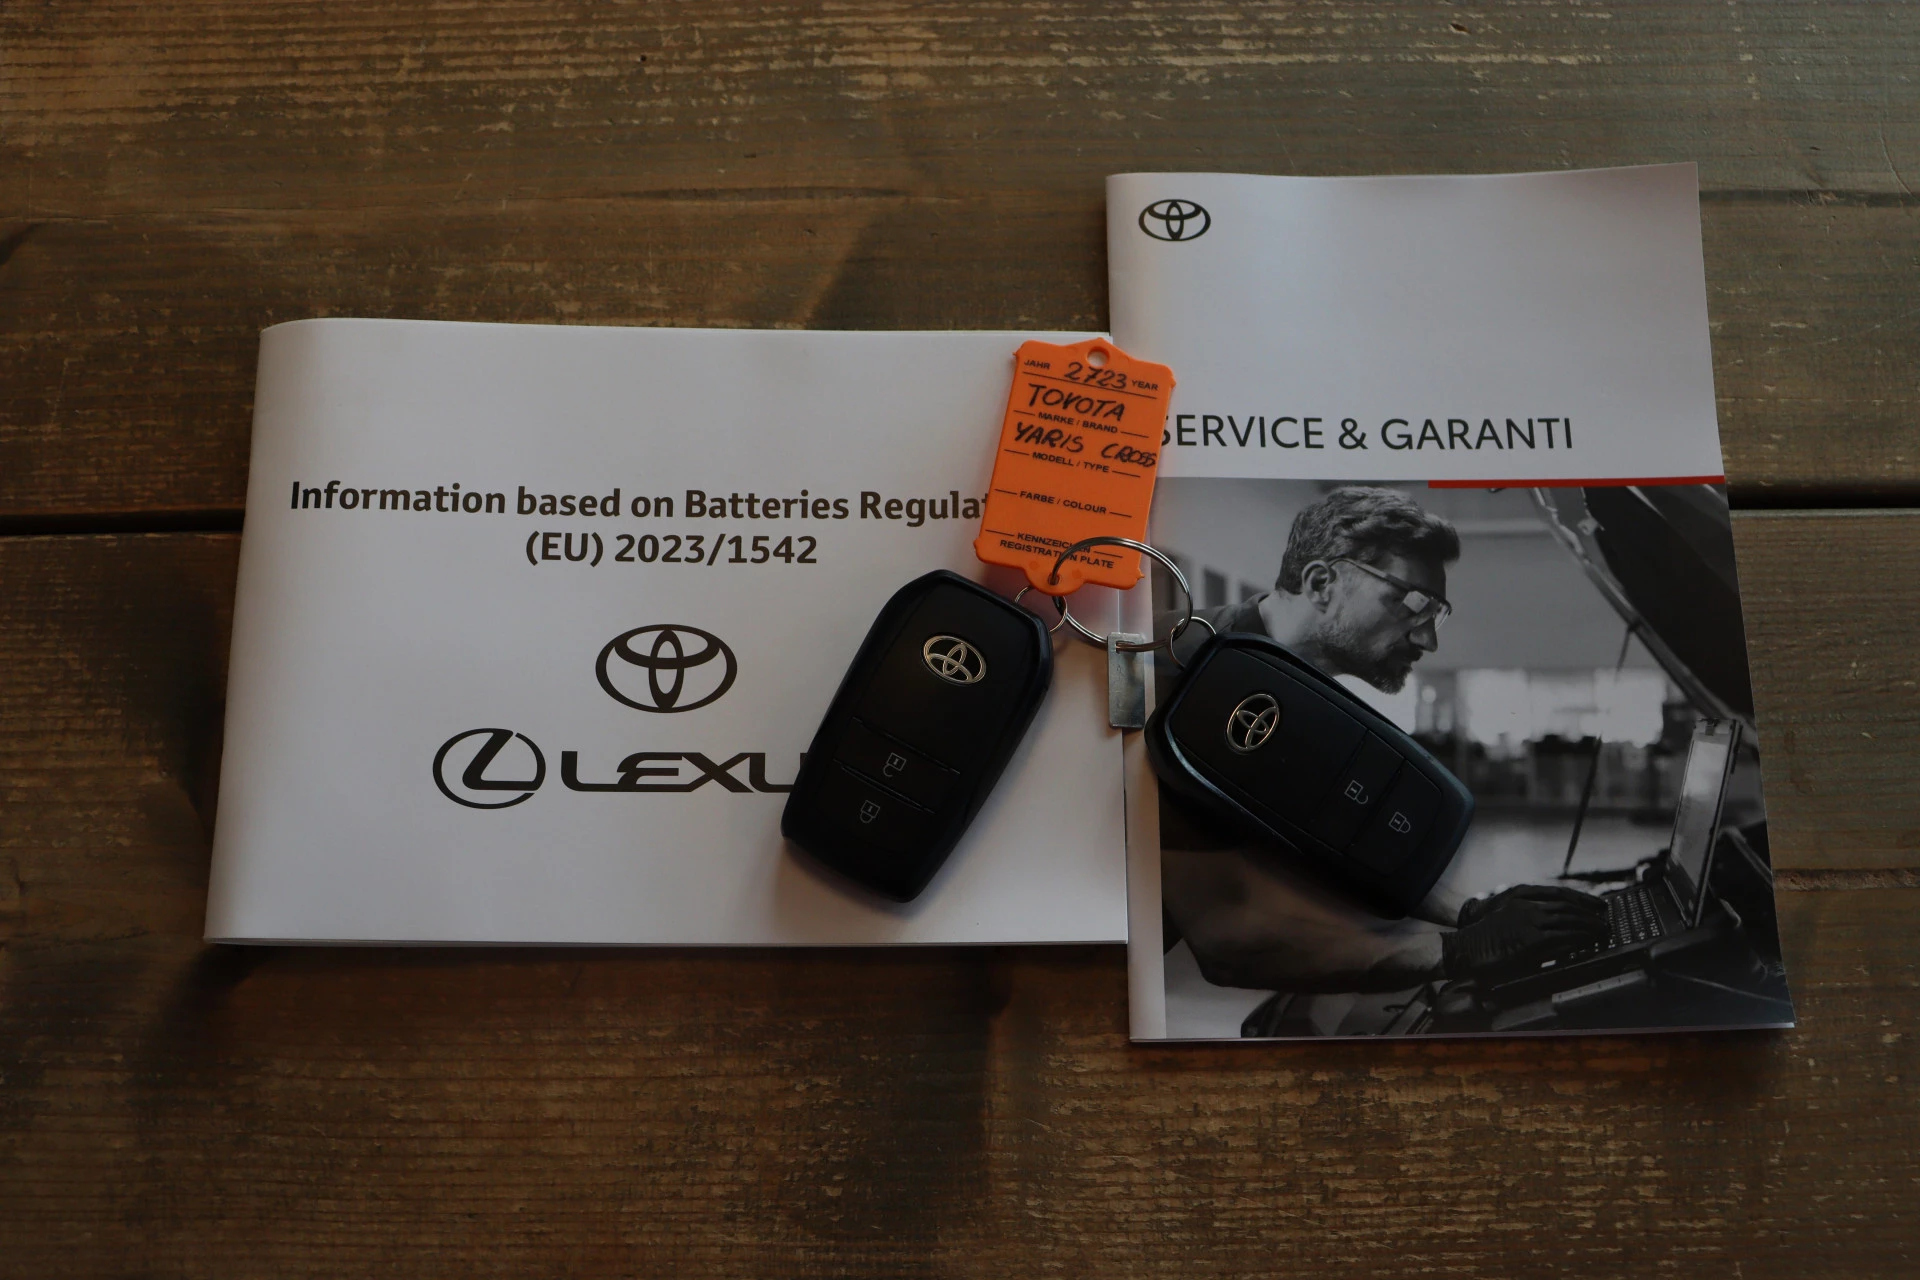 Information based on Batteries Regulat
(EU) 2023/1542
LEXU
JAHR 2723 YEAR
TOYOTA
MARKE / BRAND
YARIS CROSS
MODELL / TYPE
FARBE / COLOUR
KENNZEICHEN
REGISTRATION PLATE
SERVICE & GARANTI